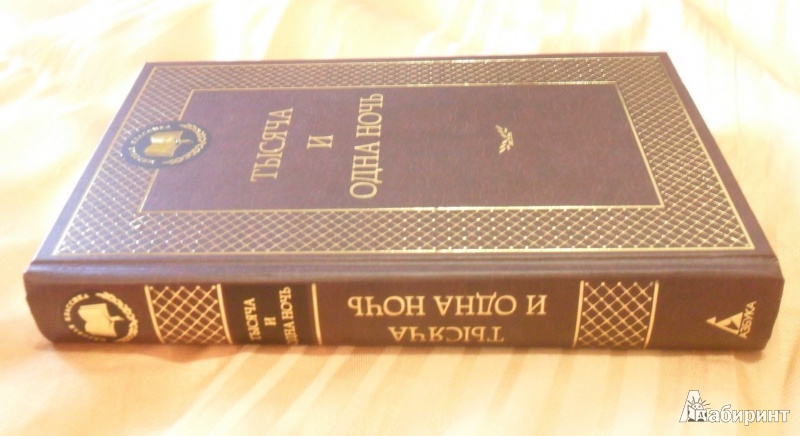 ТЫСЯЧА
И
ОДНА НОЧЬ
ТЫСЯЧА
И
ОДНА НОЧЬ
ТЫСЯЧА
И ОДНА НОЧЬ
АЗБУКА
Лабиринт